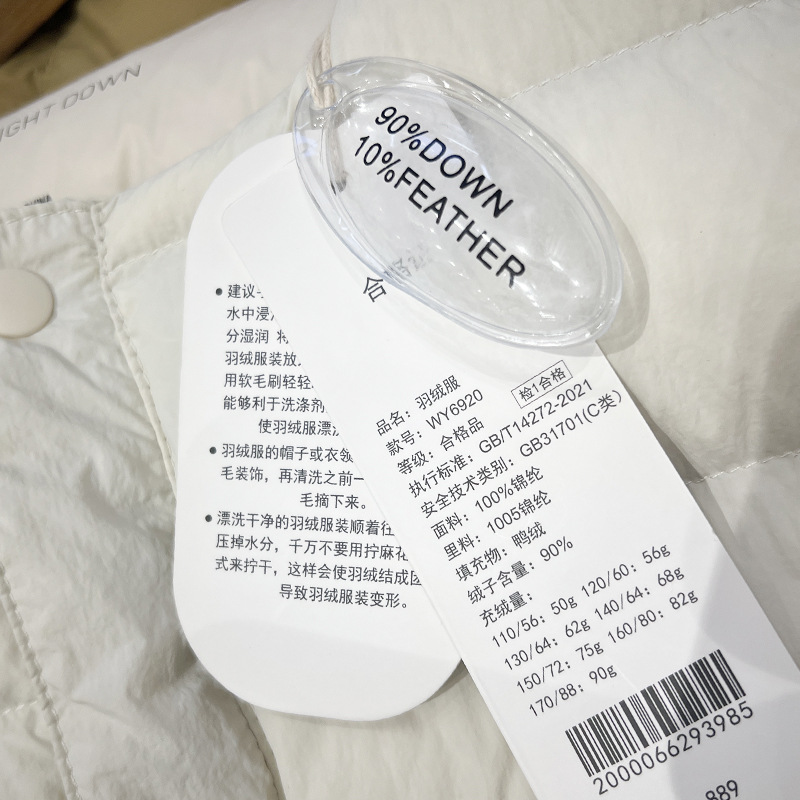 IGHT DOWN
90%DOWN
10%FEATHER
合
建议
水中浸
分湿润
羽绒服装放
用软毛刷轻轻
能够利于洗涤剂
使羽绒服漂
羽绒服的帽子或衣领
毛装饰，再清洗之前一
毛摘下来。
漂洗干净的羽绒服装顺着往
压掉水分，千万不要用拧麻花
式来拧干，这样会使羽绒结成团
导致羽绒服装变形。
品名：羽绒服
款号：WY6920 检1合格
等级：合格品
执行标准：GB/T14272-2021
安全技术类别：GB31701(C类)
面料：100%锦纶
里料：1005锦纶
填充物：鸭绒
绒子含量：90%
充绒量：
110/56：50g 120/60：56g
130/64：62g 140/64：68g
150/72：75g 160/80：82g
170/88：90g
2000066293985
889